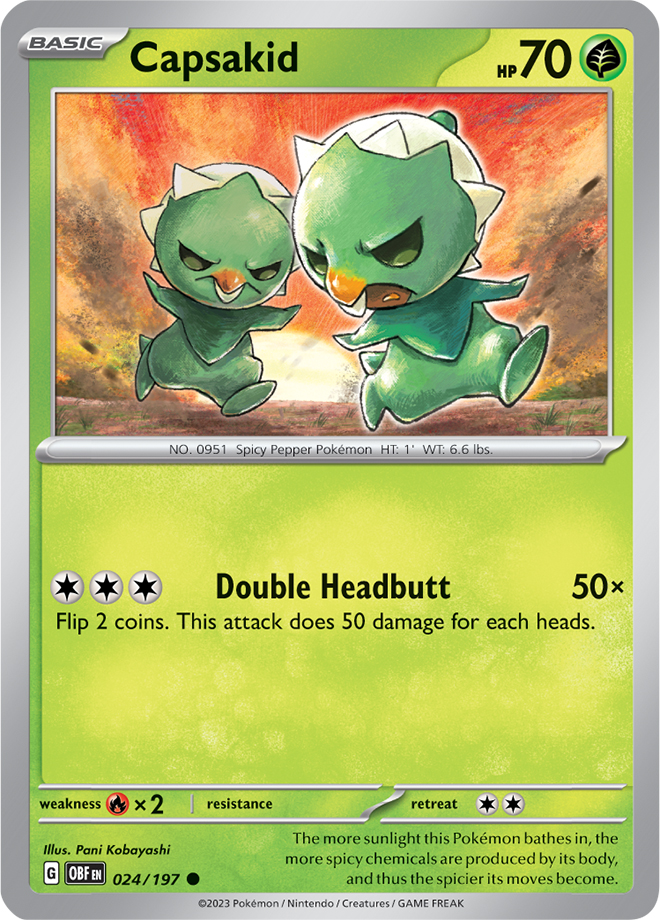 BASIC
Capsakid
HP 70
NO. 0951 Spicy Pepper Pokémon HT: 1' WT: 6.6 lbs.
Double Headbutt 50×
Flip 2 coins. This attack does 50 damage for each heads.
weakness ×2 resistance retreat
Illus. Pani Kobayashi
The more sunlight this Pokémon bathes in, the
more spicy chemicals are produced by its body,
and thus the spicier its moves become.
G OBF EN 024/197
©2023 Pokémon / Nintendo / Creatures / GAME FREAK